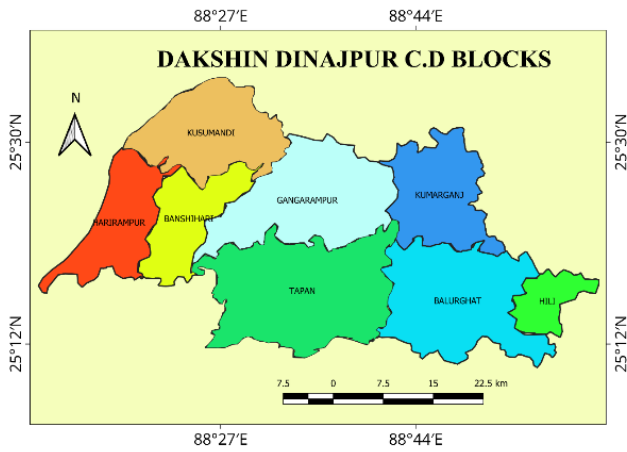 88°27′E 88°44′E
DAKSHIN DINAJPUR C.D BLOCKS
N
KUSUMANDI
25°30′N 25°30′N
KUMARGANJ
GANGARAMPUR
HARIRAMPUR BANSHIHARI
TAPAN BALURGHAT HILI
25°12′N 25°12′N
7.5 0 7.5 15 22.5 km
88°27′E 88°44′E